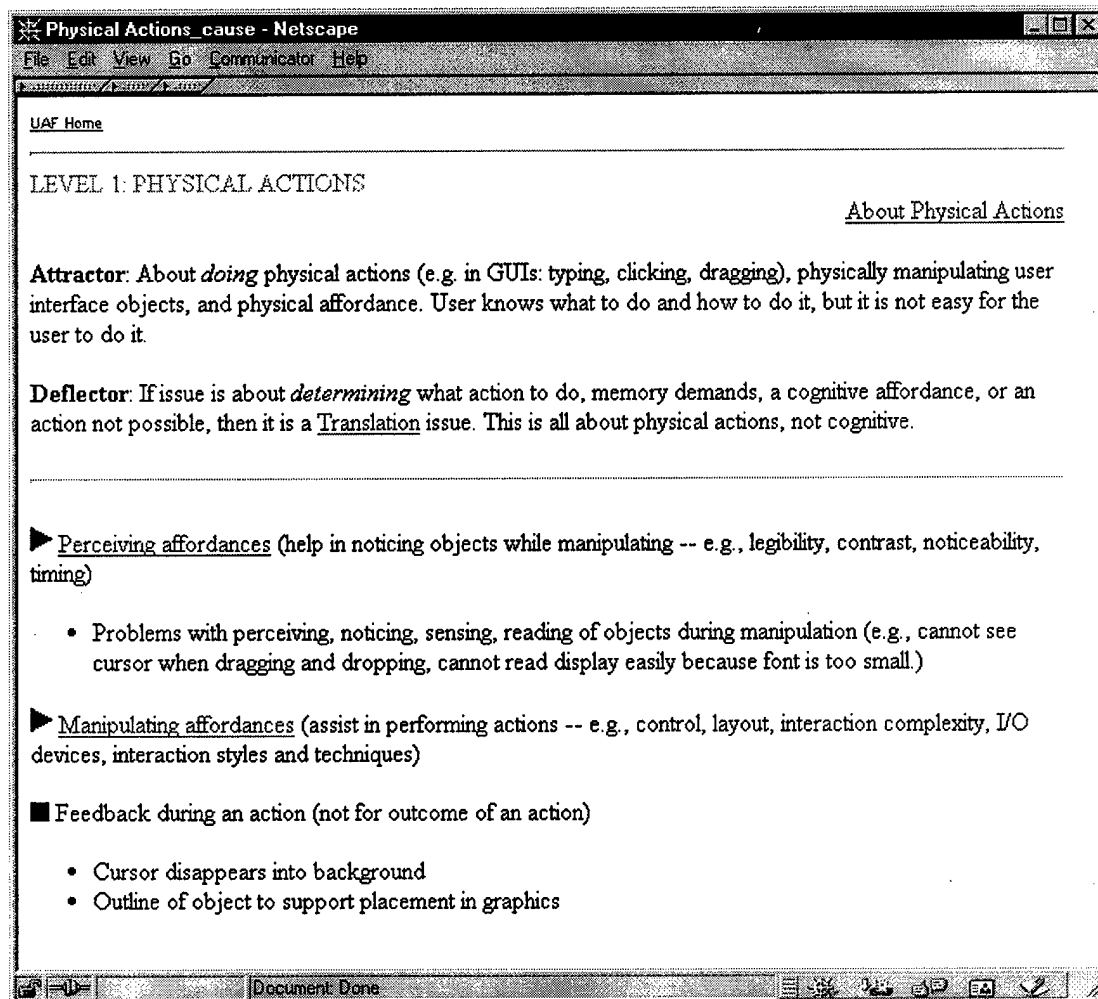 Physical Actions_cause - Netscape
File Edit View Go Communicator Help
UAF Home
LEVEL 1: PHYSICAL ACTIONS
About Physical Actions
Attractor: About doing physical actions (e.g. in GUIs: typing, clicking, dragging), physically manipulating user
interface objects, and physical affordance. User knows what to do and how to do it, but it is not easy for the
user to do it.
Deflector: If issue is about determining what action to do, memory demands, a cognitive affordance, or an
action not possible, then it is a Translation issue. This is all about physical actions, not cognitive.
Perceiving affordances (help in noticing objects while manipulating -- e.g., legibility, contrast, noticeability,
timing)
• Problems with perceiving, noticing, sensing, reading of objects during manipulation (e.g., cannot see
cursor when dragging and dropping, cannot read display easily because font is too small.)
Manipulating affordances (assist in performing actions -- e.g., control, layout, interaction complexity, I/O
devices, interaction styles and techniques)
Feedback during an action (not for outcome of an action)
• Cursor disappears into background
• Outline of object to support placement in graphics
Document: Done